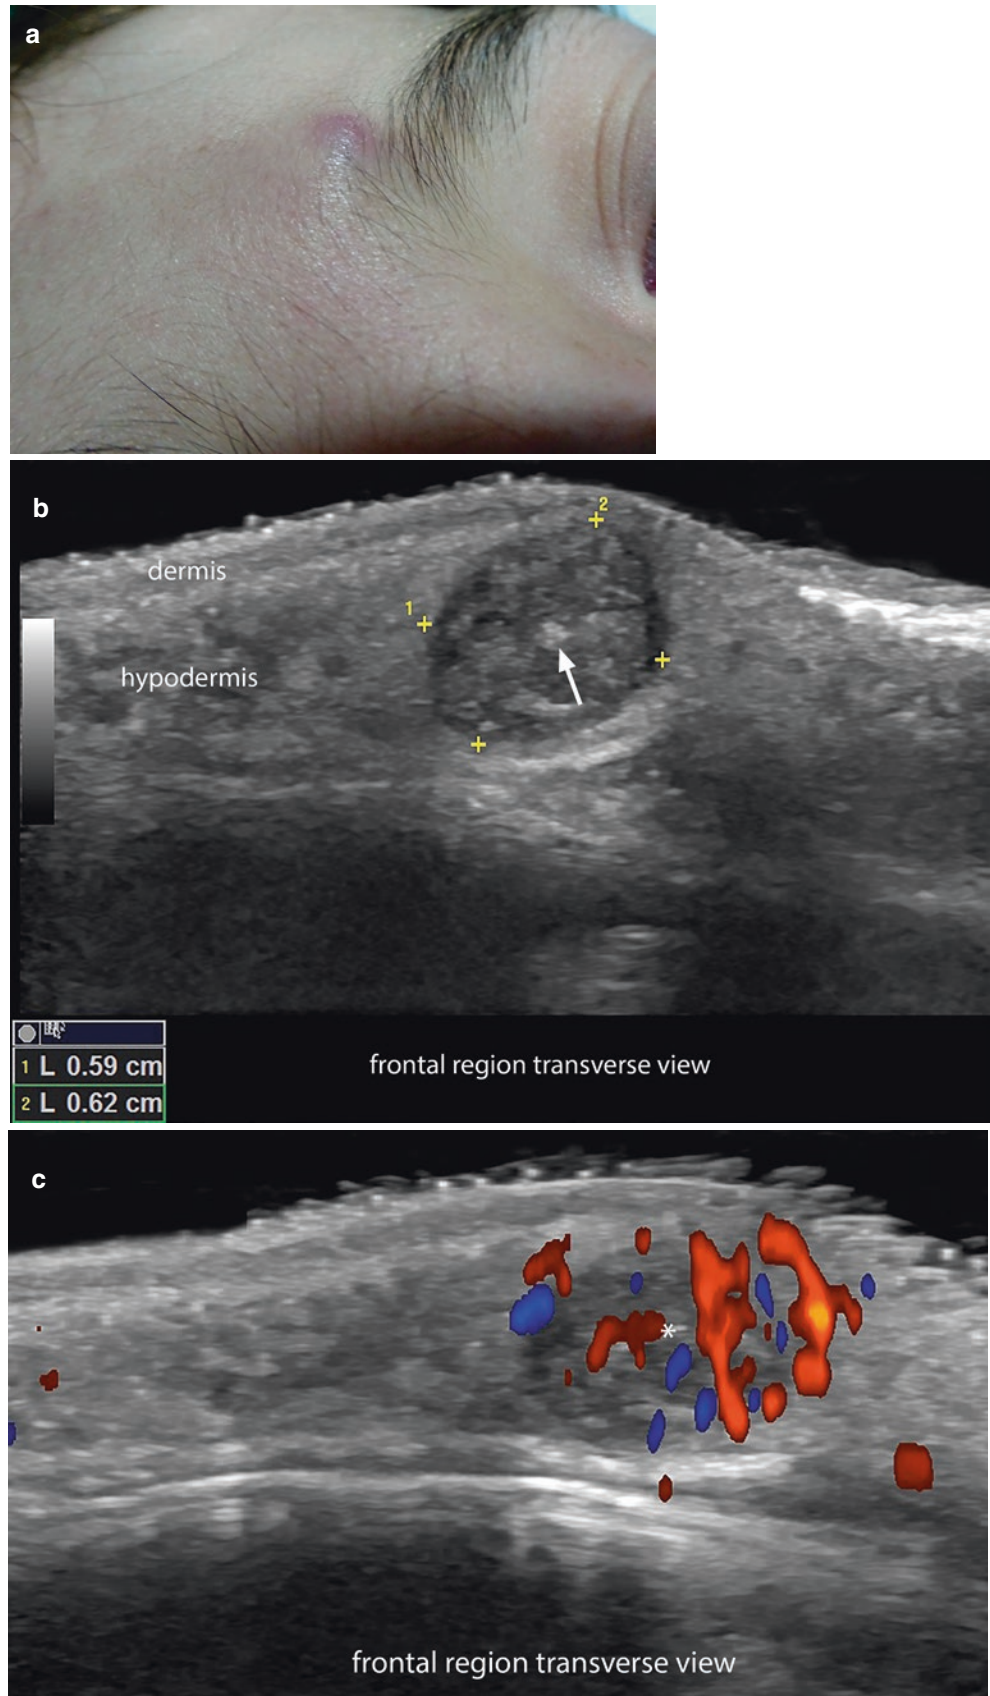 a
b
2
dermis
1
hypodermis
1 L 0.59 cm
2 L 0.62 cm
frontal region transverse view
c
*
frontal region transverse view